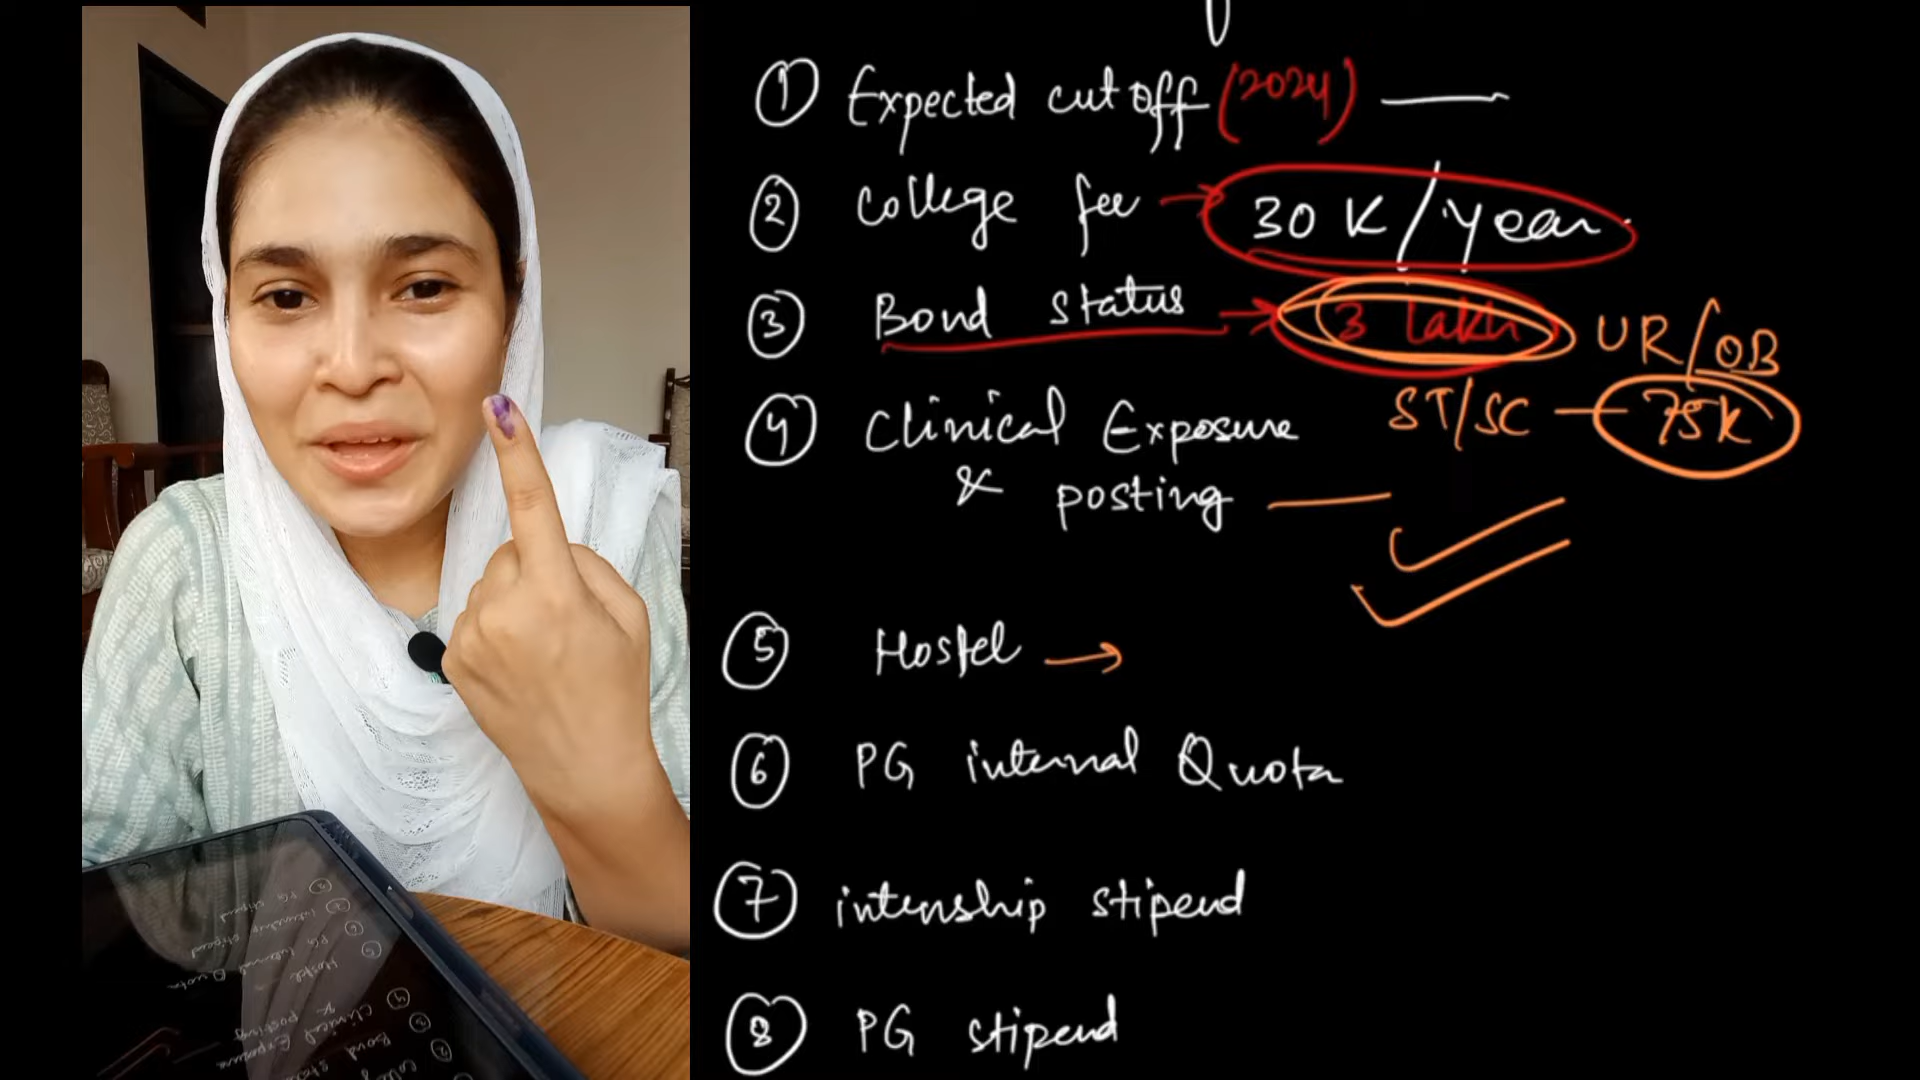 ① Expected cut off (2024) —
② College fee → 30 K/year
③ Bond status → 3 lakh UR/OB
④ Clinical Exposure ST/SC — 75K
& posting —
⑤ Hostel →
⑥ PG internal Quota
⑦ internship stipend
⑧ PG stipend